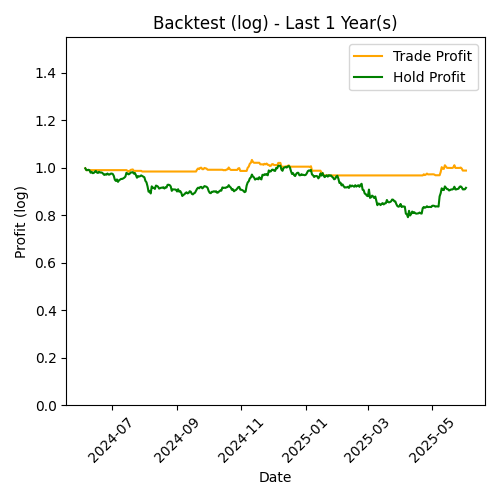 Backtest (log) - Last 1 Year(s)
Trade Profit
Hold Profit
Profit (log)
1.4
1.2
1.0
0.8
0.6
0.4
0.2
0.0
2024-07
2024-09
2024-11
2025-01
2025-03
2025-05
Date